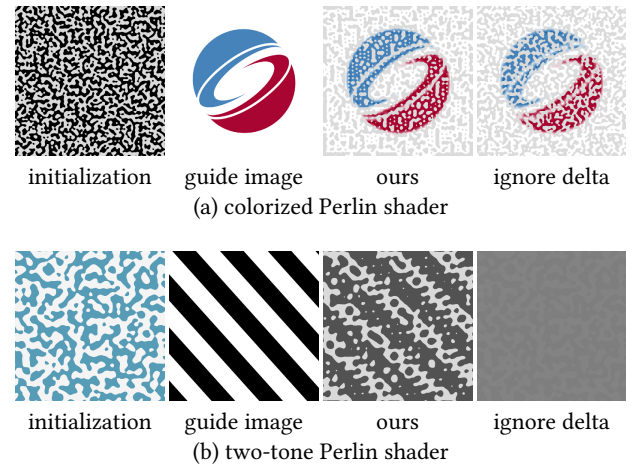 initialization guide image ours ignore delta
(a) colorized Perlin shader
initialization guide image ours ignore delta
(b) two-tone Perlin shader